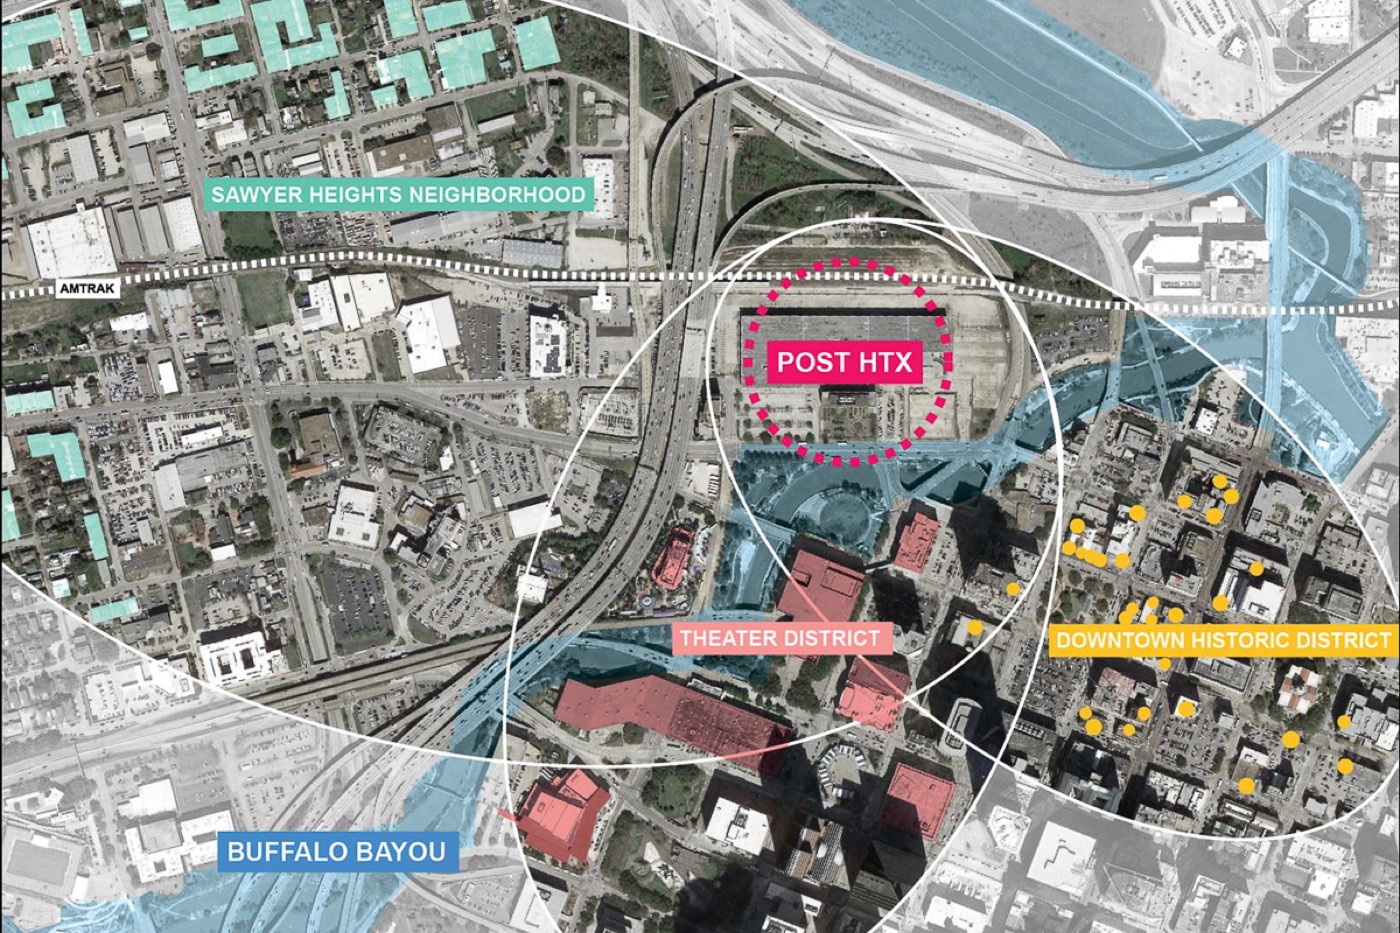 SAWYER HEIGHTS NEIGHBORHOOD
AMTRAK
POST HTX
THEATER DISTRICT
DOWNTOWN HISTORIC DISTRICT
BUFFALO BAYOU